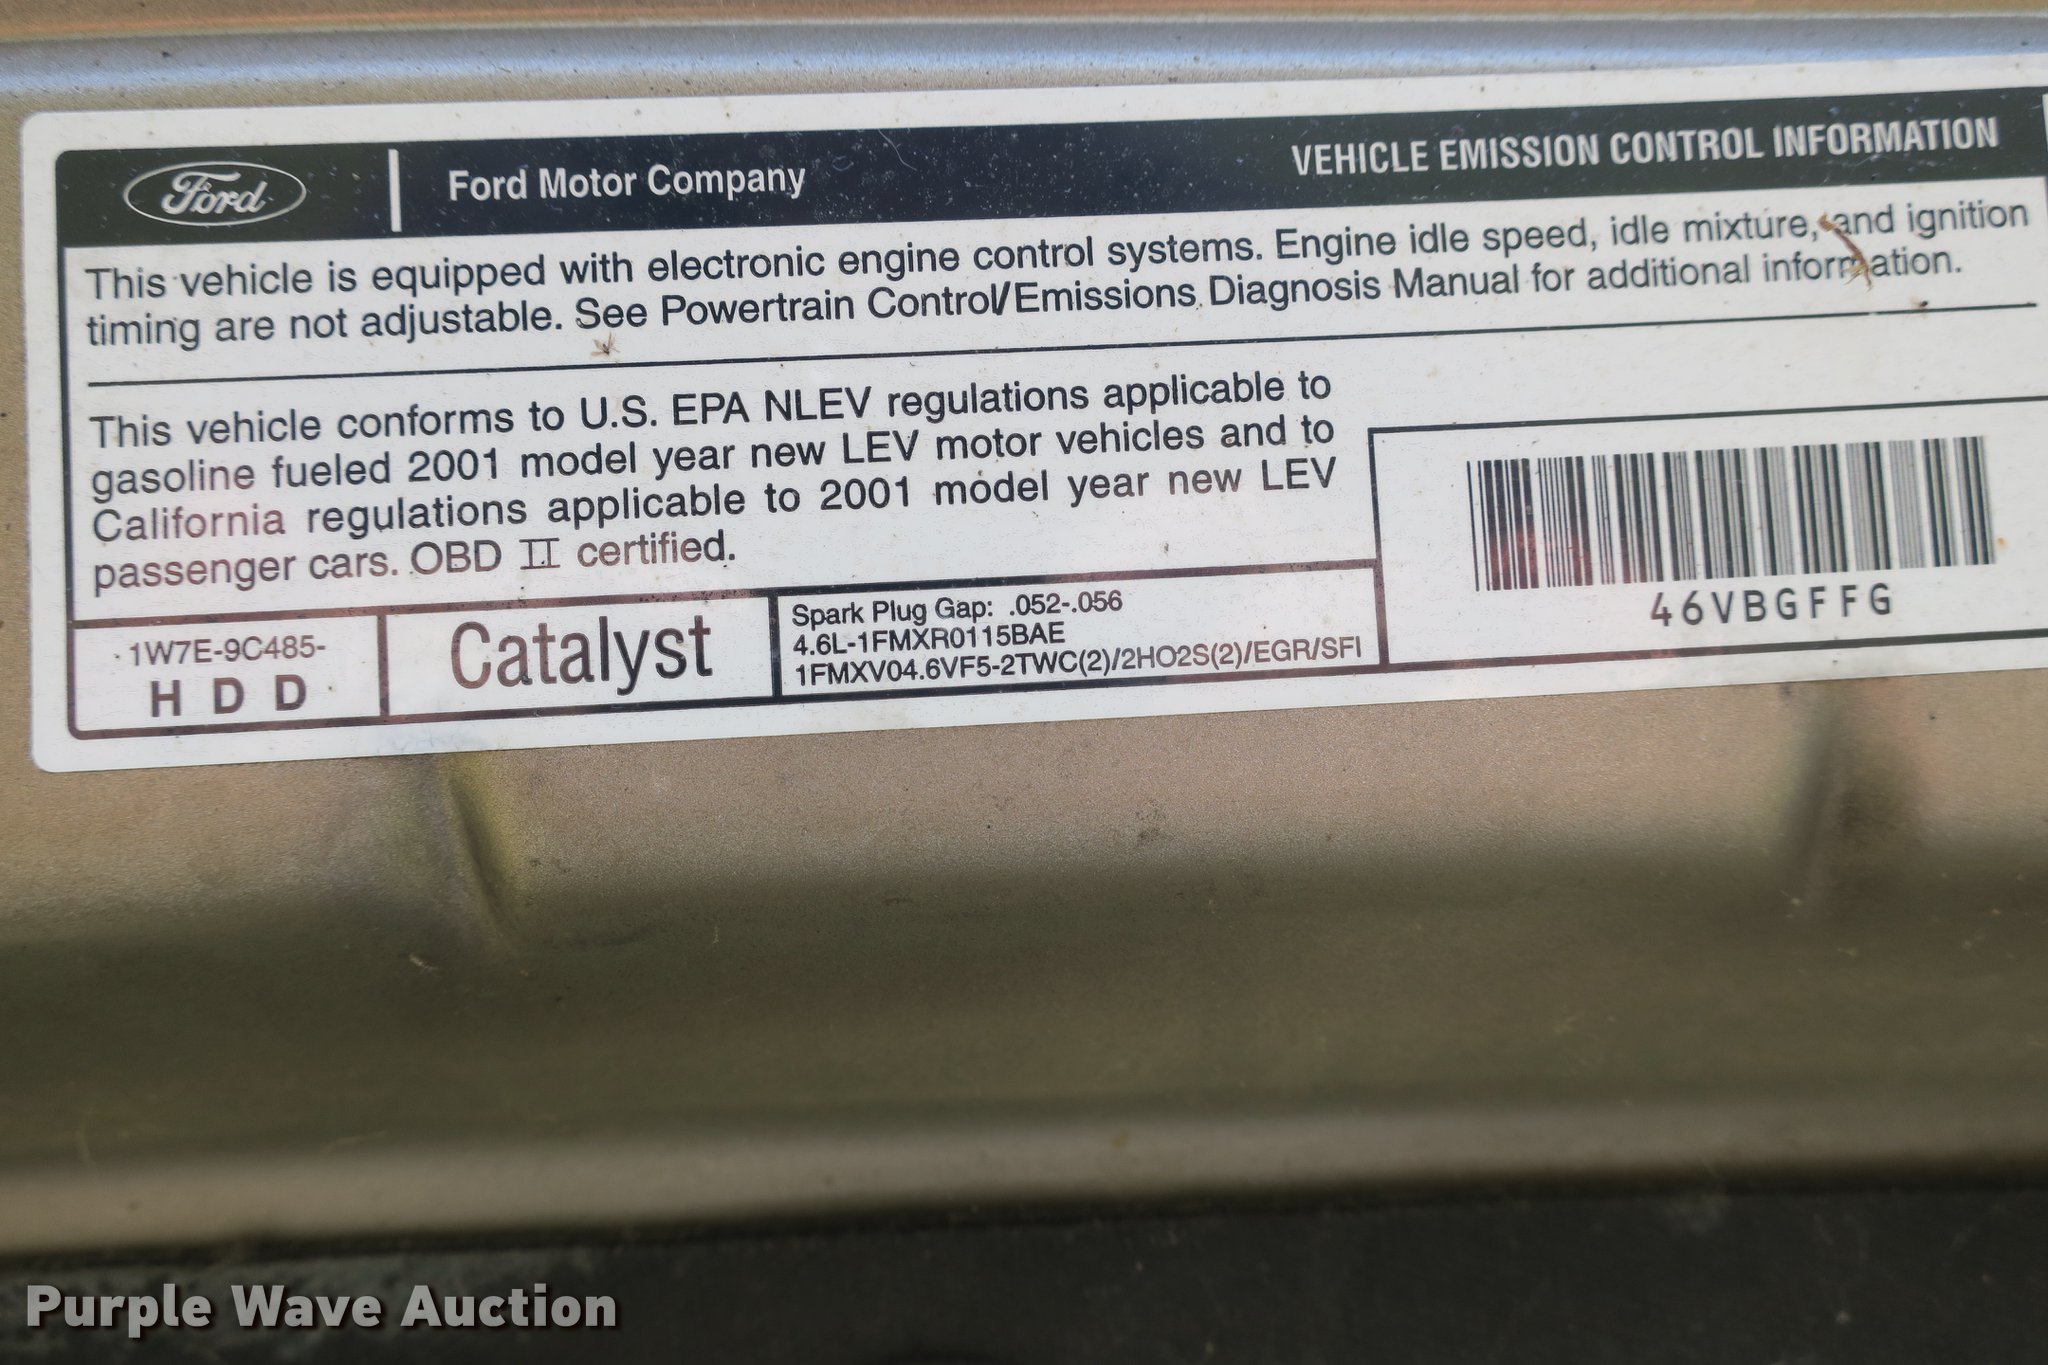 Ford
Ford Motor Company
VEHICLE EMISSION CONTROL INFORMATION
This vehicle is equipped with electronic engine control systems. Engine idle speed, idle mixture, and ignition
timing are not adjustable. See Powertrain Control/Emissions Diagnosis Manual for additional information.
This vehicle conforms to U.S. EPA NLEV regulations applicable to
gasoline fueled 2001 model year new LEV motor vehicles and to
California regulations applicable to 2001 model year new LEV
passenger cars. OBD II certified.
1W7E-9C485-
H D D
Catalyst
Spark Plug Gap: .052-.056
4.6L-1FMXR0115BAE
1FMXV04.6VF5-2TWC(2)/2HO2S(2)/EGR/SFI
46VBGFFG
Purple Wave Auction